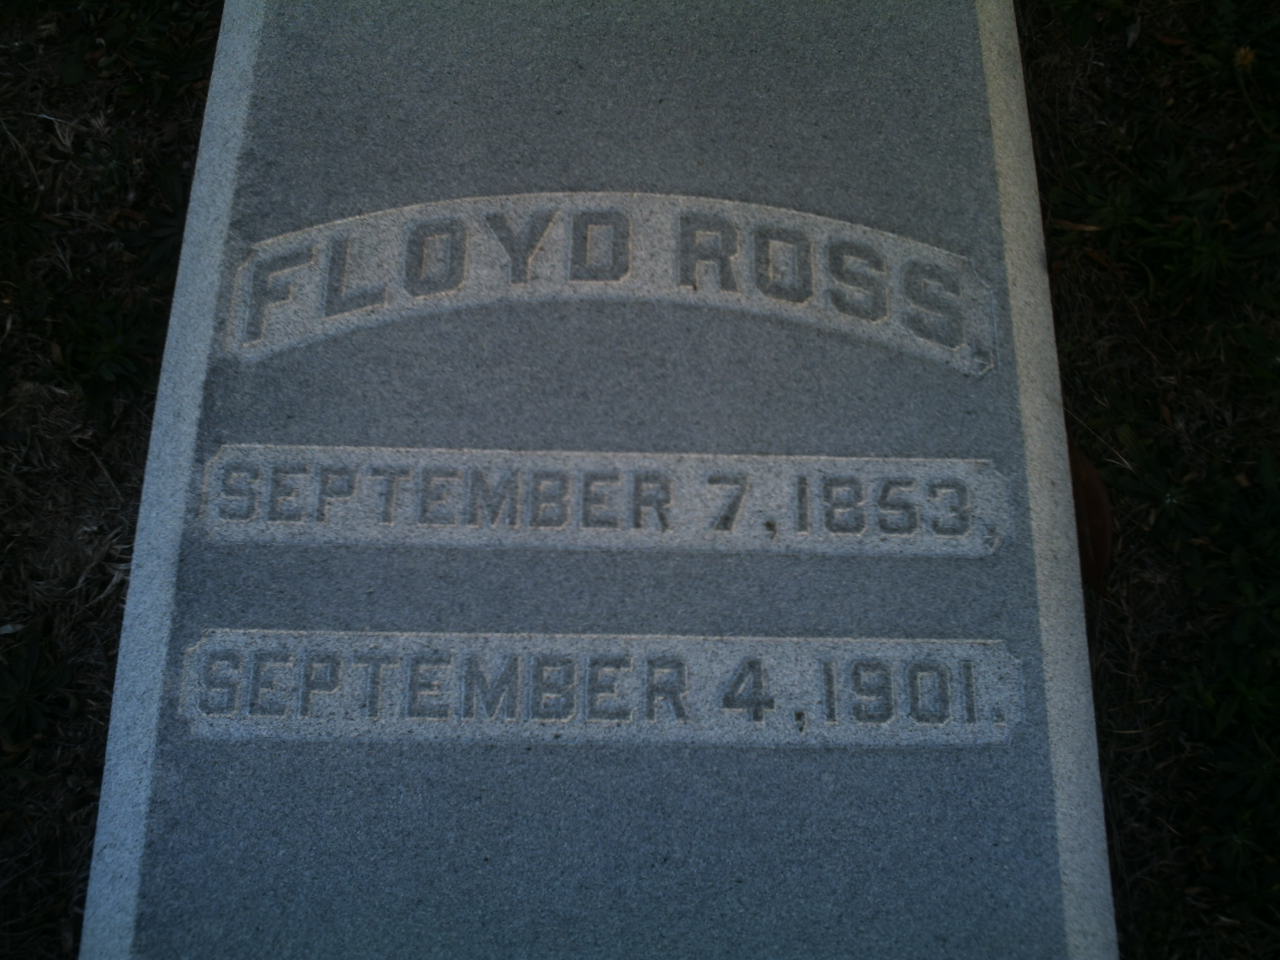 FLOYD ROSS.
SEPTEMBER 7, 1853.
SEPTEMBER 4, 1901.